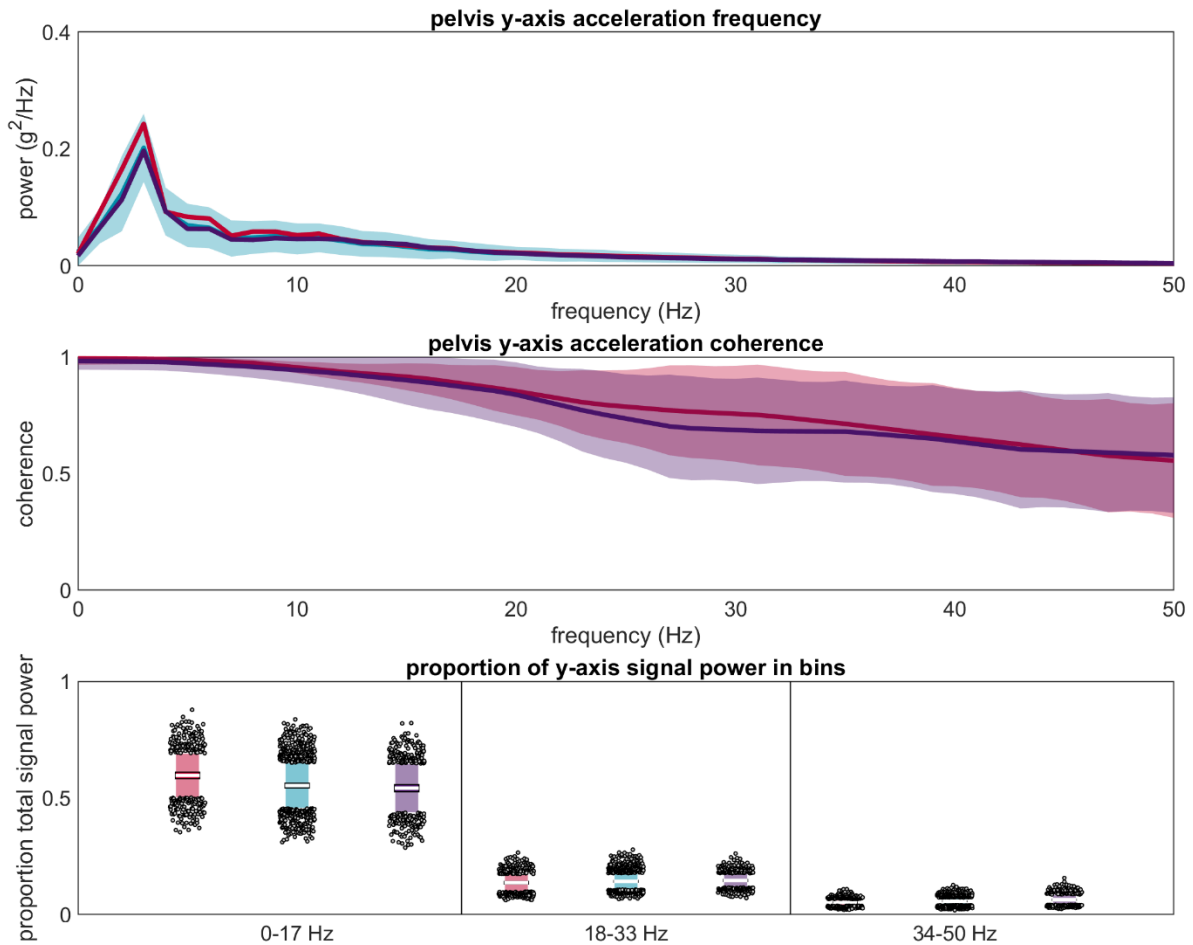 pelvis y-axis acceleration frequency
power (g²/Hz)
0.4
0.2
0
0 10 20 30 40 50
frequency (Hz)
pelvis y-axis acceleration coherence
coherence
1
0.5
0
0 10 20 30 40 50
frequency (Hz)
proportion of y-axis signal power in bins
proportion total signal power
1
0.5
0
0-17 Hz 18-33 Hz 34-50 Hz